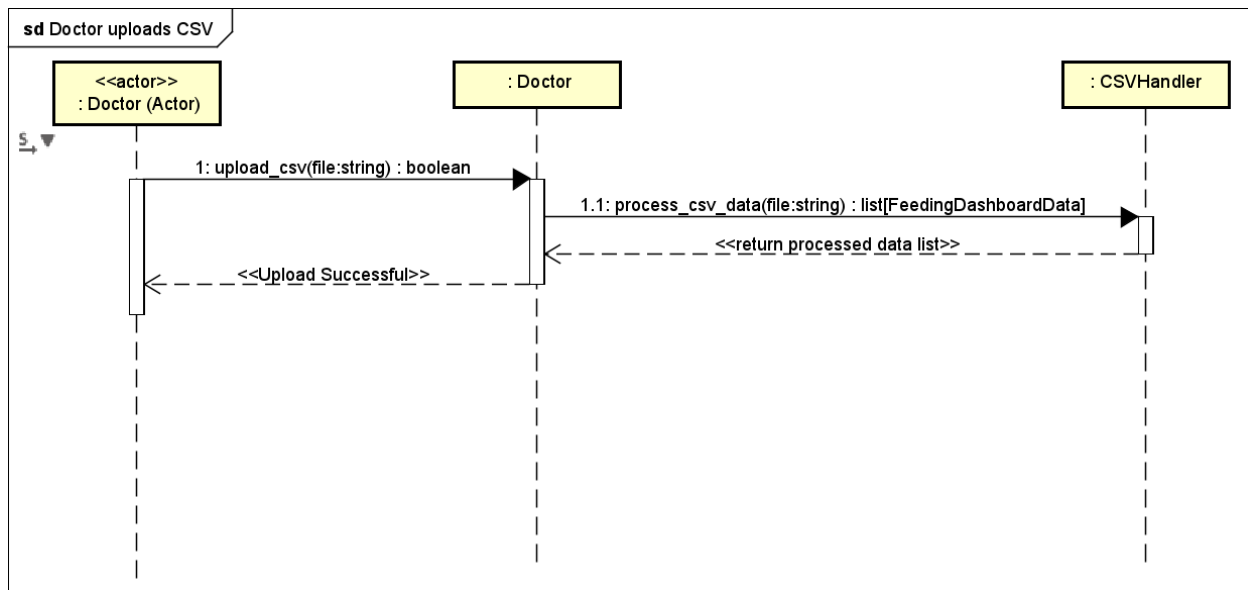 sd Doctor uploads CSV
<<actor>>
: Doctor (Actor)
: Doctor
: CSVHandler
S
1: upload_csv(file:string) : boolean
1.1: process_csv_data(file:string) : list[FeedingDashboardData]
<<return processed data list>>
<<Upload Successful>>